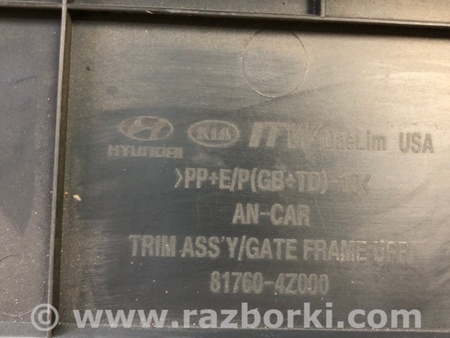 HYUNDAI KIA ITW DaeLim USA
>PP+E/P(GB+TD)-
AN-CAR
TRIM ASS'Y/GATE FRAME
81760-4Z000
www.razborki.com